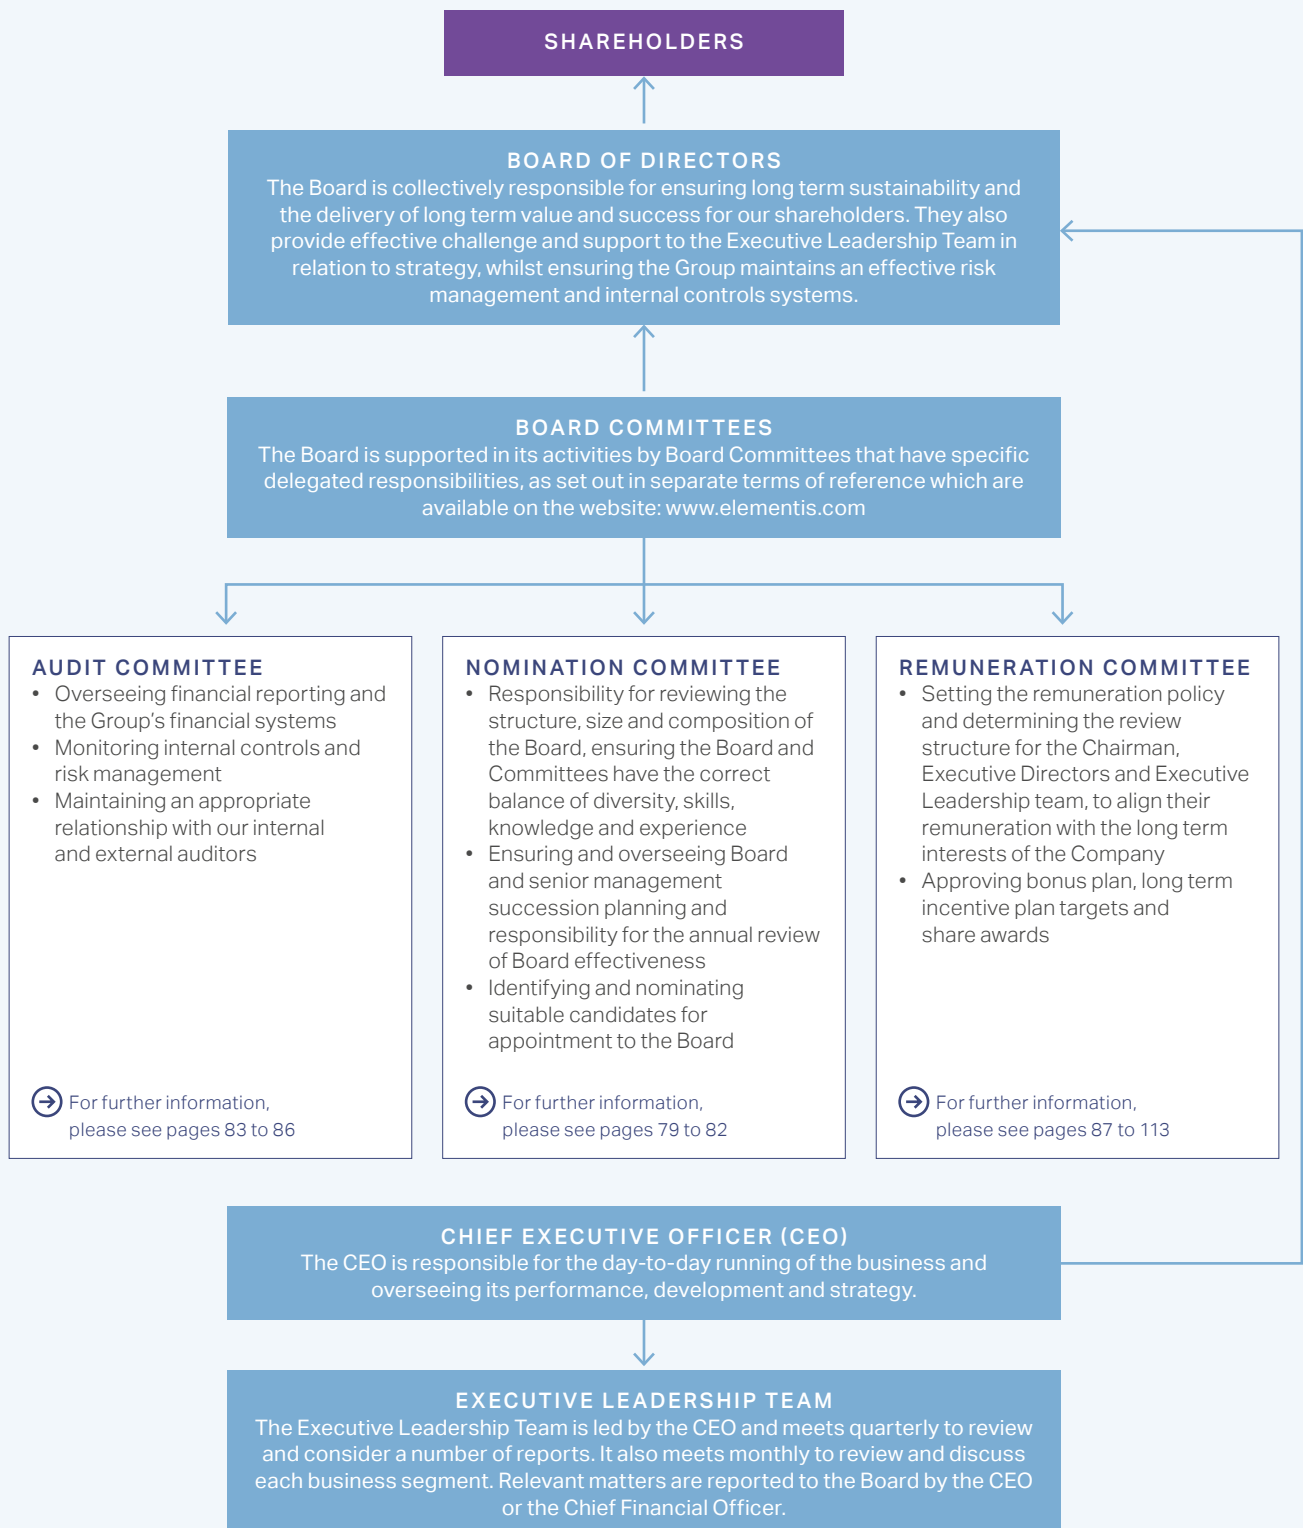 SHAREHOLDERS
BOARD OF DIRECTORS
The Board is collectively responsible for ensuring long term sustainability and
the delivery of long term value and success for our shareholders. They also
provide effective challenge and support to the Executive Leadership Team in
relation to strategy, whilst ensuring the Group maintains an effective risk
management and internal controls systems.
BOARD COMMITTEES
The Board is supported in its activities by Board Committees that have specific
delegated responsibilities, as set out in separate terms of reference which are
available on the website: www.elementis.com
AUDIT COMMITTEE
• Overseeing financial reporting and
the Group's financial systems
• Monitoring internal controls and
risk management
• Maintaining an appropriate
relationship with our internal
and external auditors
For further information,
please see pages 83 to 86
NOMINATION COMMITTEE
• Responsibility for reviewing the
structure, size and composition of
the Board, ensuring the Board and
Committees have the correct
balance of diversity, skills,
knowledge and experience
• Ensuring and overseeing Board
and senior management
succession planning and
responsibility for the annual review
of Board effectiveness
• Identifying and nominating
suitable candidates for
appointment to the Board
For further information,
please see pages 79 to 82
REMUNERATION COMMITTEE
• Setting the remuneration policy
and determining the review
structure for the Chairman,
Executive Directors and Executive
Leadership team, to align their
remuneration with the long term
interests of the Company
• Approving bonus plan, long term
incentive plan targets and
share awards
For further information,
please see pages 87 to 113
CHIEF EXECUTIVE OFFICER (CEO)
The CEO is responsible for the day-to-day running of the business and
overseeing its performance, development and strategy.
EXECUTIVE LEADERSHIP TEAM
The Executive Leadership Team is led by the CEO and meets quarterly to review
and consider a number of reports. It also meets monthly to review and discuss
each business segment. Relevant matters are reported to the Board by the CEO
or the Chief Financial Officer.